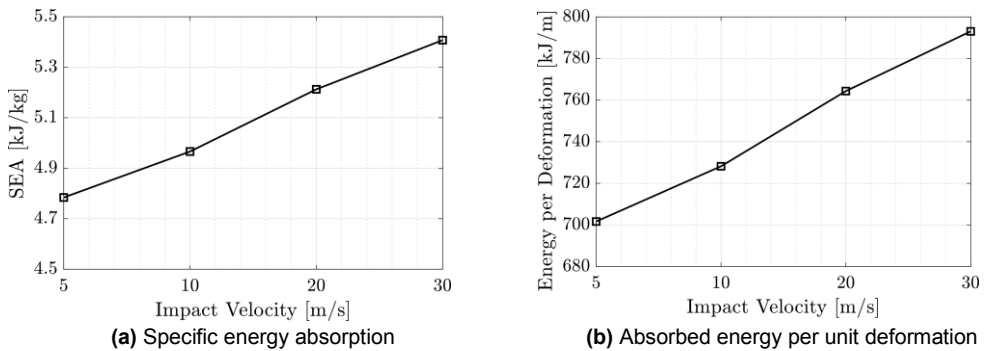 5.5
5.3
5.1
4.9
4.7
4.5
SEA [kJ/kg]
5 10 20 30
Impact Velocity [m/s]
(a) Specific energy absorption
800
780
760
740
720
700
680
Energy per Deformation [kJ/m]
5 10 20 30
Impact Velocity [m/s]
(b) Absorbed energy per unit deformation